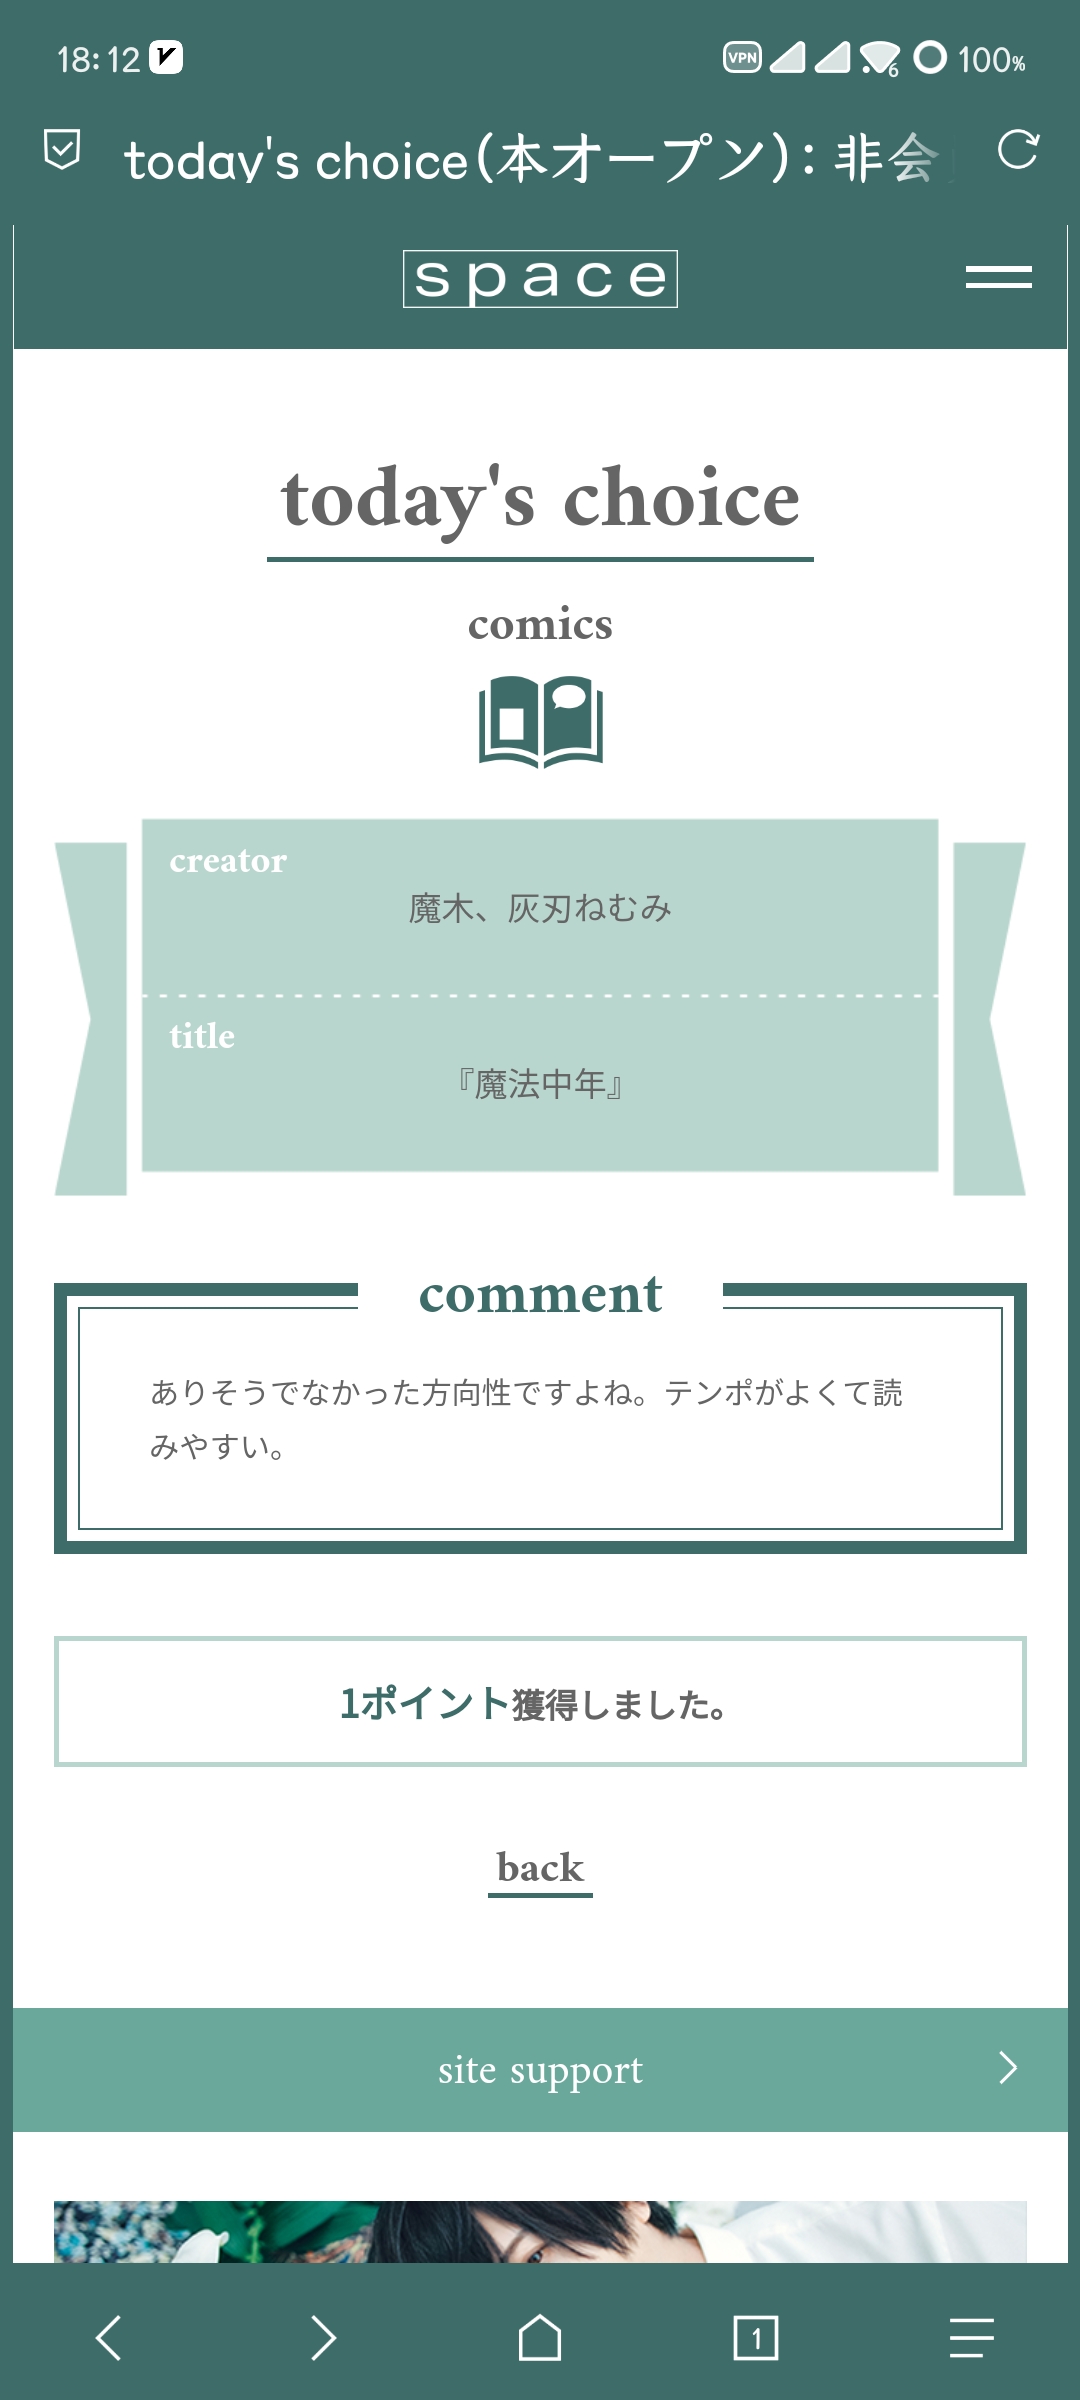 18:12
VPN
6
100%
today's choice(本オープン): 非会
space
today's choice
comics
creator
魔木、灰刃ねむみ
title
『魔法中年』
comment
ありそうでなかった方向性ですよね。テンポがよくて読
みやすい。
1ポイント獲得しました。
back
site support
1